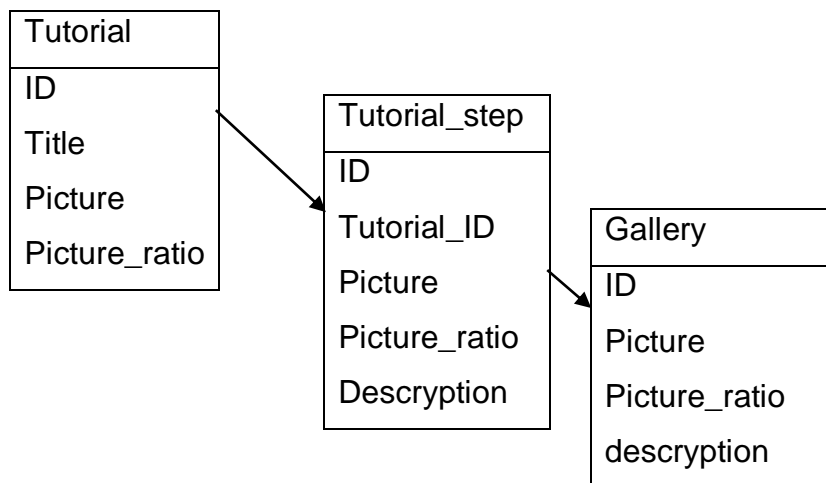 Tutorial
ID
Title
Picture
Picture_ratio
Tutorial_step
ID
Tutorial_ID
Picture
Picture_ratio
Descryption
Gallery
ID
Picture
Picture_ratio
descryption